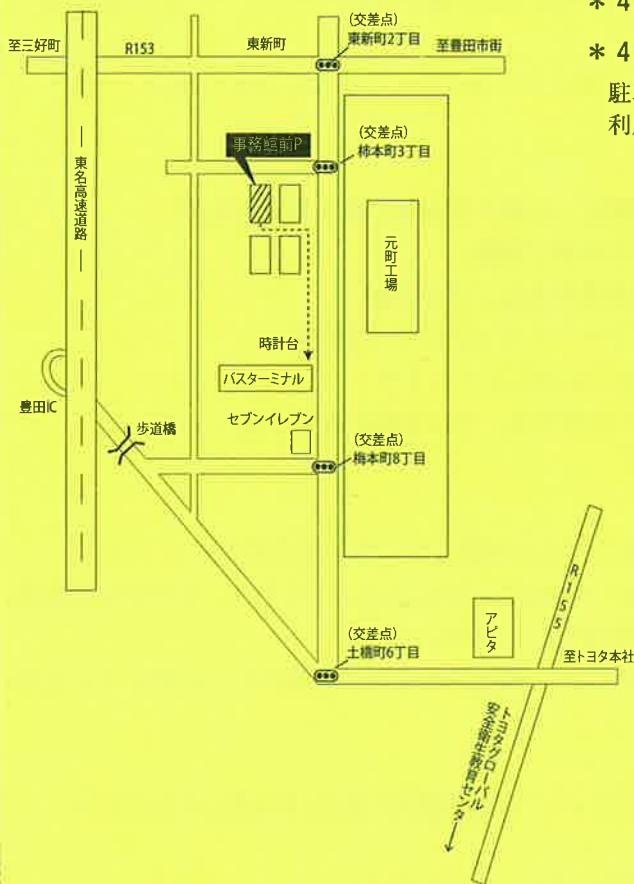 ＊４
＊４
駐
利
(交差点)
東新町2丁目
至三好町
R153
東新町
至豊田市街
(交差点)
柿本町3丁目
事務館前P
東名高速道路
元町工場
時計台
バスターミナル
豊田IC
歩道橋
セブンイレブン
(交差点)
梅本町8丁目
R155
アピタ
(交差点)
土橋町6丁目
至トヨタ本社
トヨタグローバル
安全衛生教育センター